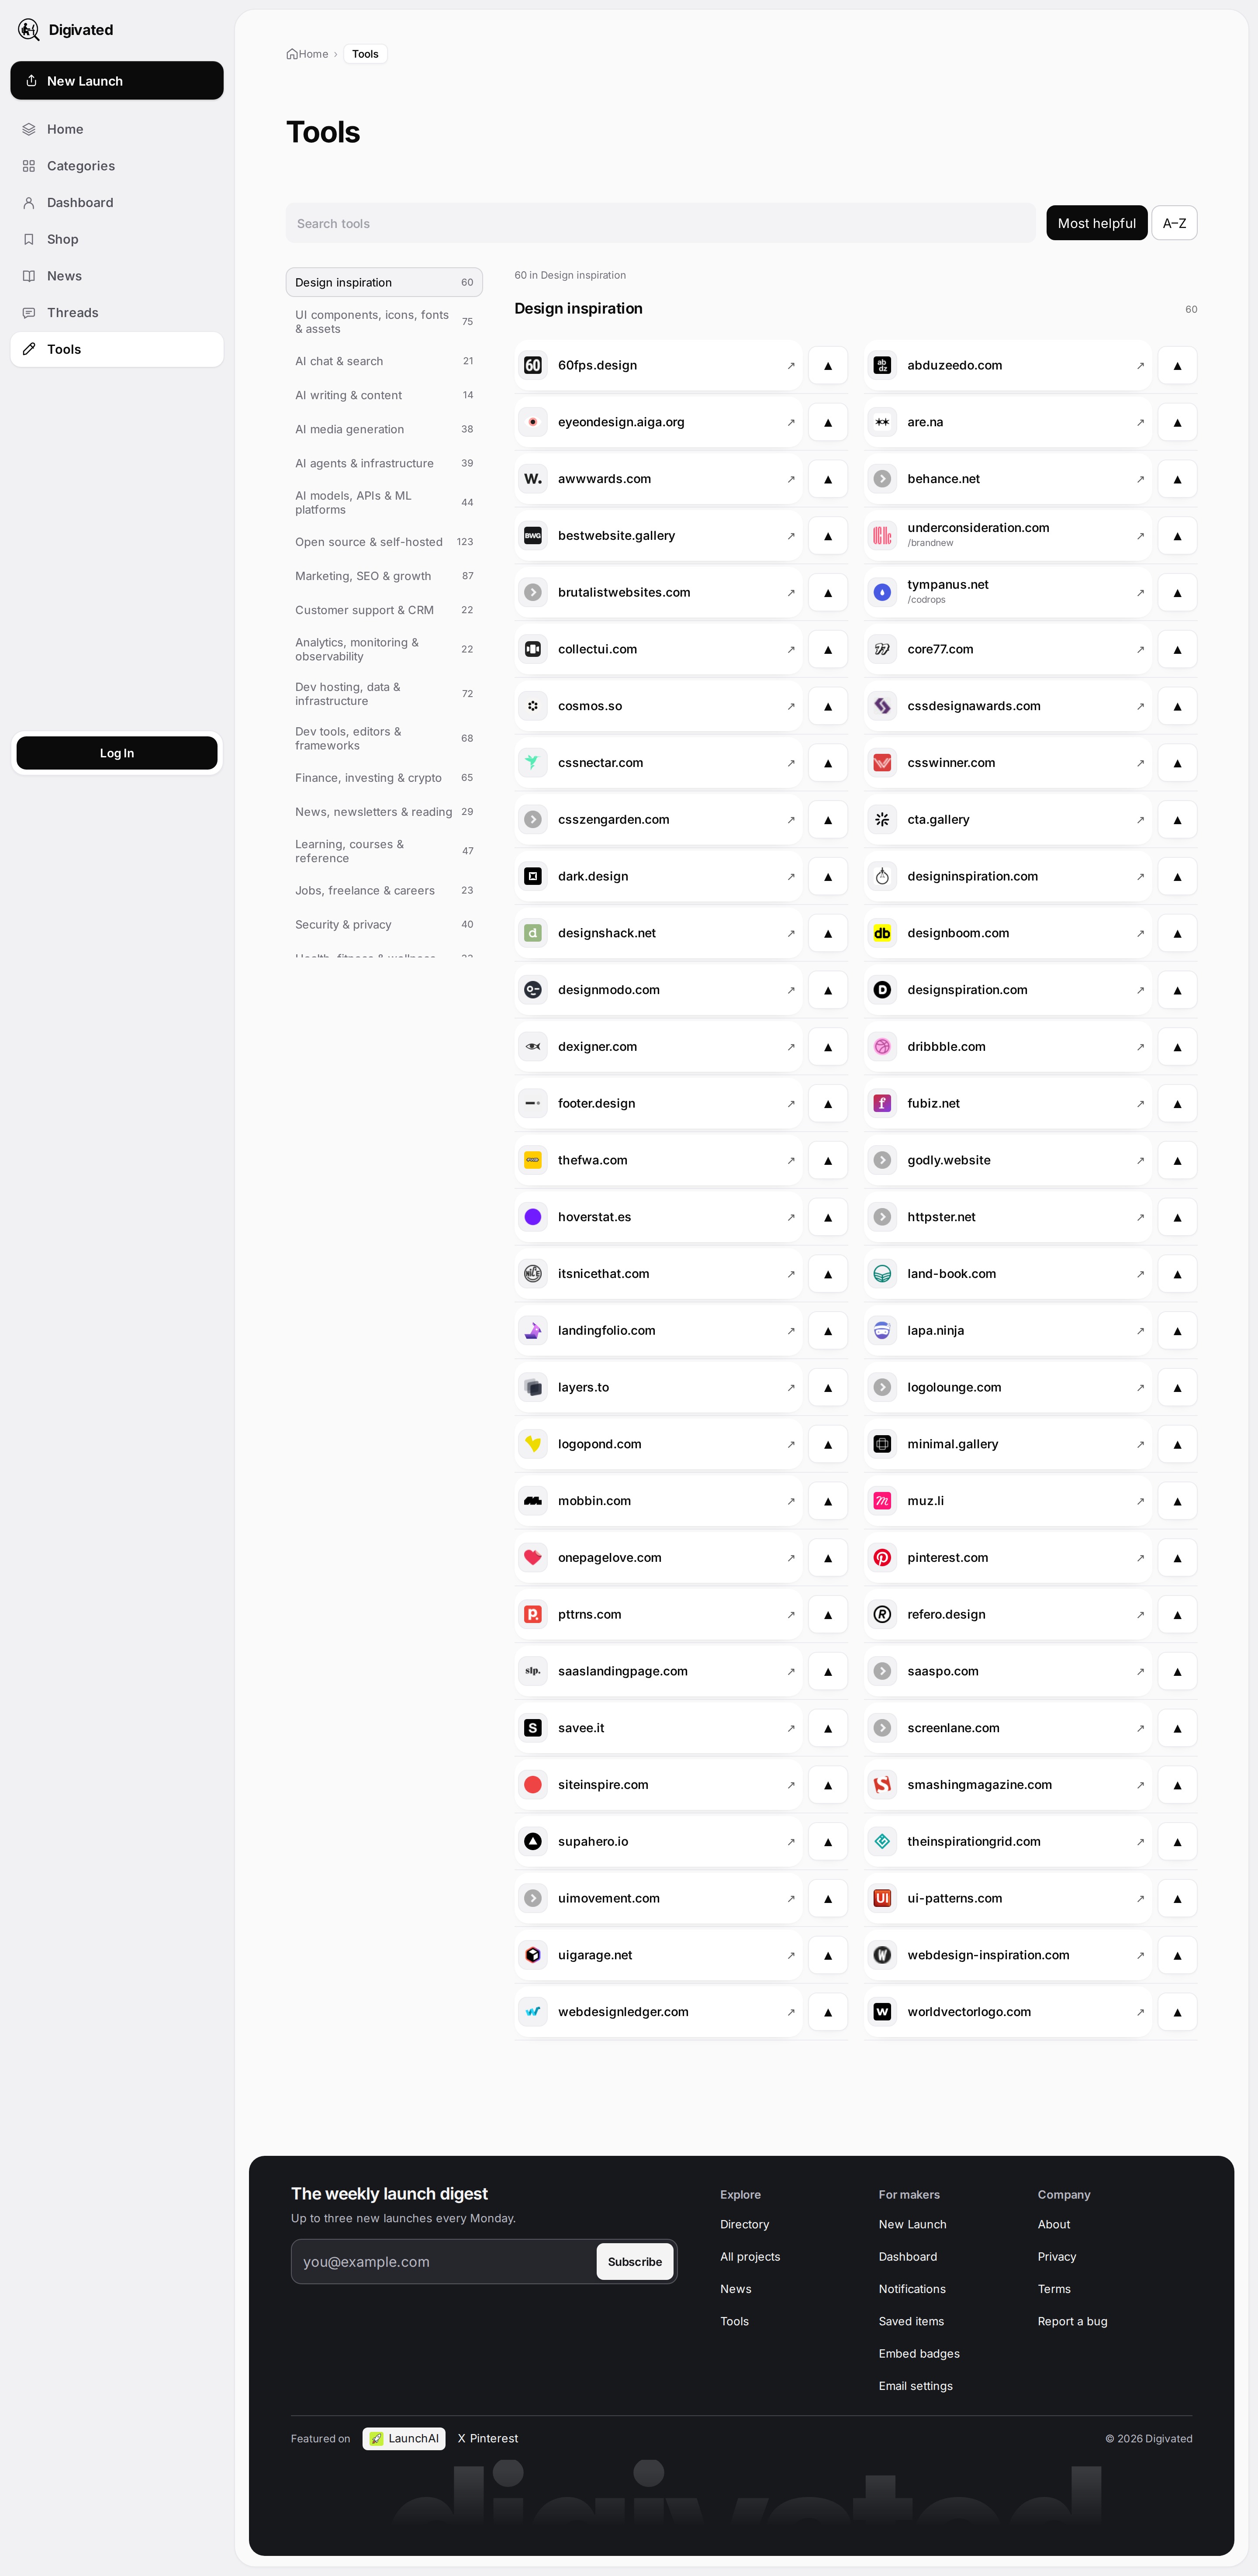 Digivated
New Launch
Home
Categories
Dashboard
Shop
News
Threads
Tools
Log In
Home › Tools
Tools
Search tools
Most helpful
A–Z
Design inspiration 60
UI components, icons, fonts
& assets 75
AI chat & search 21
AI writing & content 14
AI media generation 38
AI agents & infrastructure 39
AI models, APIs & ML
platforms 44
Open source & self-hosted 123
Marketing, SEO & growth 87
Customer support & CRM 22
Analytics, monitoring &
observability 22
Dev hosting, data &
infrastructure 72
Dev tools, editors &
frameworks 68
Finance, investing & crypto 65
News, newsletters & reading 29
Learning, courses &
reference 47
Jobs, freelance & careers 23
Security & privacy 40
60 in Design inspiration
Design inspiration 60
60 60fps.design ↗ ▲
ab dz abduzeedo.com ↗ ▲
eyeondesign.aiga.org ↗ ▲
are.na ↗ ▲
W. awwwards.com ↗ ▲
behance.net ↗ ▲
BWG bestwebsite.gallery ↗ ▲
underconsideration.com ↗ ▲
/brandnew
brutalistwebsites.com ↗ ▲
tympanus.net ↗ ▲
/codrops
collectui.com ↗ ▲
core77.com ↗ ▲
cosmos.so ↗ ▲
cssdesignawards.com ↗ ▲
cssnectar.com ↗ ▲
csswinner.com ↗ ▲
csszengarden.com ↗ ▲
cta.gallery ↗ ▲
dark.design ↗ ▲
designinspiration.com ↗ ▲
d designshack.net ↗ ▲
db designboom.com ↗ ▲
designmodo.com ↗ ▲
D designspiration.com ↗ ▲
dexigner.com ↗ ▲
dribbble.com ↗ ▲
footer.design ↗ ▲
f fubiz.net ↗ ▲
thefwa.com ↗ ▲
godly.website ↗ ▲
hoverstat.es ↗ ▲
httpster.net ↗ ▲
itsnicethat.com ↗ ▲
land-book.com ↗ ▲
landingfolio.com ↗ ▲
lapa.ninja ↗ ▲
layers.to ↗ ▲
logolounge.com ↗ ▲
logopond.com ↗ ▲
minimal.gallery ↗ ▲
mobbin.com ↗ ▲
m muz.li ↗ ▲
onepagelove.com ↗ ▲
pinterest.com ↗ ▲
p. pttrns.com ↗ ▲
R refero.design ↗ ▲
slp. saaslandingpage.com ↗ ▲
saaspo.com ↗ ▲
S savee.it ↗ ▲
screenlane.com ↗ ▲
siteinspire.com ↗ ▲
S smashingmagazine.com ↗ ▲
supahero.io ↗ ▲
theinspirationgrid.com ↗ ▲
uimovement.com ↗ ▲
UI ui-patterns.com ↗ ▲
uigarage.net ↗ ▲
W webdesign-inspiration.com ↗ ▲
webdesignledger.com ↗ ▲
w worldvectorlogo.com ↗ ▲
The weekly launch digest
Up to three new launches every Monday.
you@example.com
Subscribe
Explore
Directory
All projects
News
Tools
For makers
New Launch
Dashboard
Notifications
Saved items
Embed badges
Email settings
Company
About
Privacy
Terms
Report a bug
Featured on LaunchAI X Pinterest
© 2026 Digivated
digivated